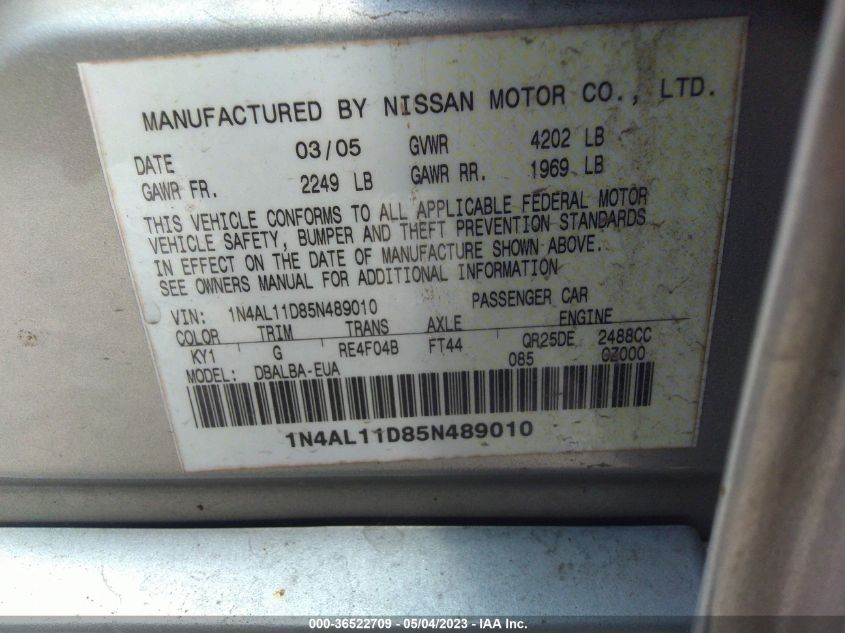 MANUFACTURED BY NISSAN MOTOR CO., LTD.
DATE 03/05 GVWR 4202 LB
GAWR FR. 2249 LB GAWR RR. 1969 LB
THIS VEHICLE CONFORMS TO ALL APPLICABLE FEDERAL MOTOR
VEHICLE SAFETY, BUMPER AND THEFT PREVENTION STANDARDS
IN EFFECT ON THE DATE OF MANUFACTURE SHOWN ABOVE.
SEE OWNERS MANUAL FOR ADDITIONAL INFORMATION
VIN: 1N4AL11D85N489010 PASSENGER CAR
COLOR TRIM TRANS AXLE ENGINE
KY1 G RE4F04B FT44 QR25DE 2488CC
MODEL: DBALBA-EUA 085 CZ000
1N4AL11D85N489010
000-36522709 - 05/04/2023 - IAA Inc.